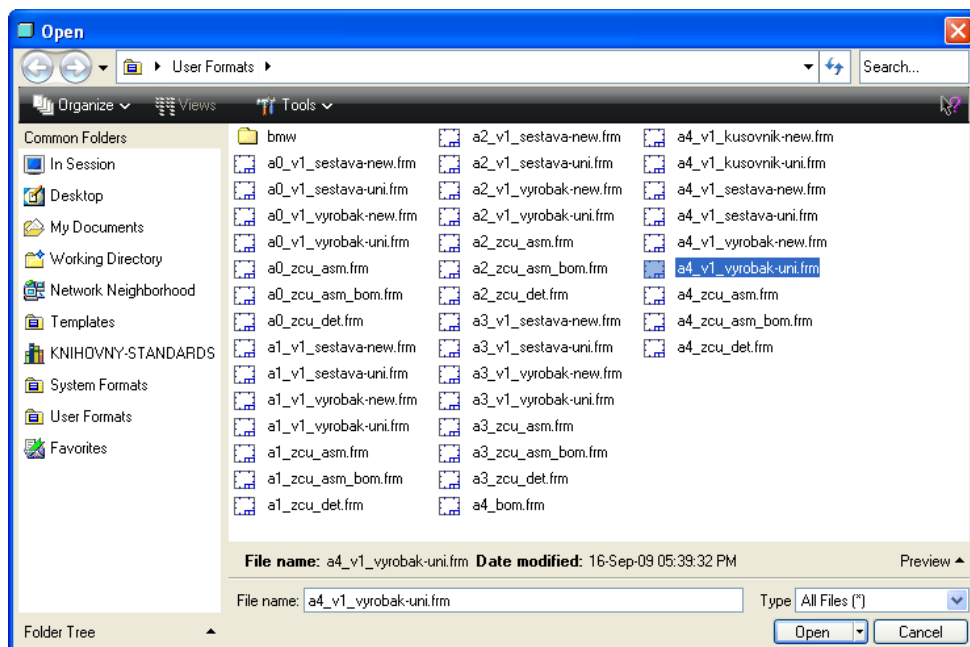 Open
User Formats
Search...
Organize
Views
Tools
Common Folders
In Session
Desktop
My Documents
Working Directory
Network Neighborhood
Templates
KNIHOVNY-STANDARDS
System Formats
User Formats
Favorites
bmw
a0_v1_sestava-new.frm
a0_v1_sestava-uni.frm
a0_v1_vyrobak-new.frm
a0_v1_vyrobak-uni.frm
a0_zcu_asm.frm
a0_zcu_asm_bom.frm
a0_zcu_det.frm
a1_v1_sestava-new.frm
a1_v1_sestava-uni.frm
a1_v1_vyrobak-new.frm
a1_v1_vyrobak-uni.frm
a1_zcu_asm.frm
a1_zcu_asm_bom.frm
a1_zcu_det.frm
a2_v1_sestava-new.frm
a2_v1_sestava-uni.frm
a2_v1_vyrobak-new.frm
a2_v1_vyrobak-uni.frm
a2_zcu_asm.frm
a2_zcu_asm_bom.frm
a2_zcu_det.frm
a3_v1_sestava-new.frm
a3_v1_sestava-uni.frm
a3_v1_vyrobak-new.frm
a3_v1_vyrobak-uni.frm
a3_zcu_asm.frm
a3_zcu_asm_bom.frm
a3_zcu_det.frm
a4_bom.frm
a4_v1_kusovnik-new.frm
a4_v1_kusovnik-uni.frm
a4_v1_sestava-new.frm
a4_v1_sestava-uni.frm
a4_v1_vyrobak-new.frm
a4_v1_vyrobak-uni.frm
a4_zcu_asm.frm
a4_zcu_asm_bom.frm
a4_zcu_det.frm
File name: a4_v1_vyrobak-uni.frm Date modified: 16-Sep-09 05:39:32 PM
Preview
File name: a4_v1_vyrobak-uni.frm
Type All Files (*)
Folder Tree
Open
Cancel